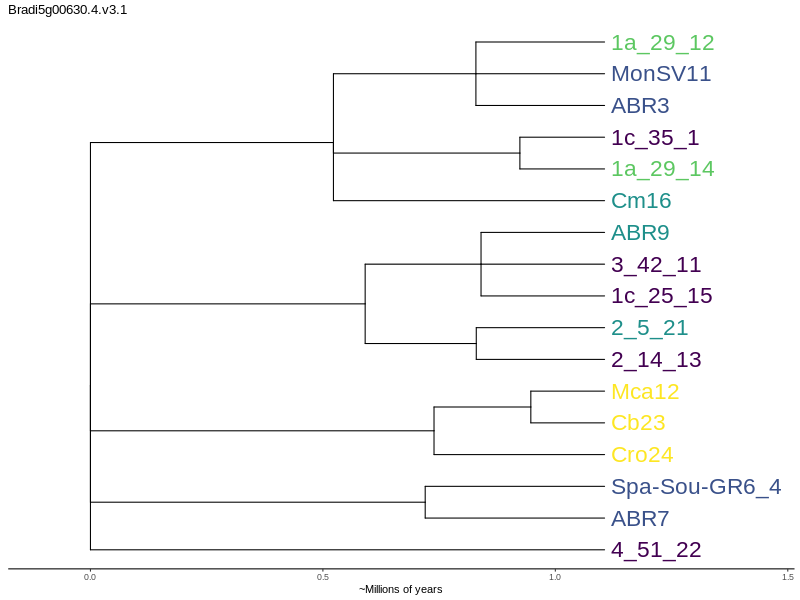 Bradi5g00630.4.v3.1
1a_29_12
MonSV11
ABR3
1c_35_1
1a_29_14
Cm16
ABR9
3_42_11
1c_25_15
2_5_21
2_14_13
Mca12
Cb23
Cro24
Spa-Sou-GR6_4
ABR7
4_51_22
0.0 0.5 1.0 1.5
~Millions of years